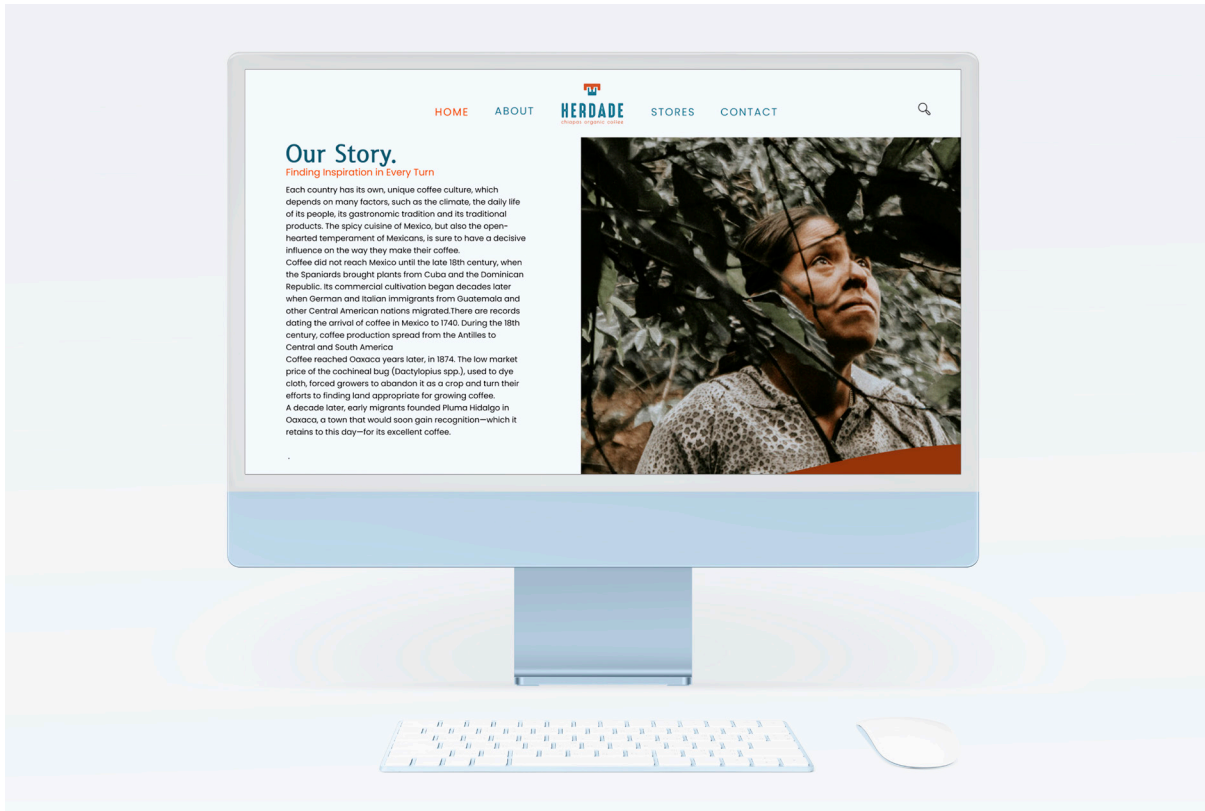 HOME ABOUT HERDADE STORES CONTACT
chiapas organic coffee
Our Story.
Finding Inspiration in Every Turn
Each country has its own, unique coffee culture, which
depends on many factors, such as the climate, the daily life
of its people, its gastronomic tradition and its traditional
products. The spicy cuisine of Mexico, but also the open-
hearted temperament of Mexicans, is sure to have a decisive
influence on the way they make their coffee.
Coffee did not reach Mexico until the late 18th century, when
the Spaniards brought plants from Cuba and the Dominican
Republic. Its commercial cultivation began decades later
when German and Italian immigrants from Guatemala and
other Central American nations migrated.There are records
dating the arrival of coffee in Mexico to 1740. During the 18th
century, coffee production spread from the Antilles to
Central and South America
Coffee reached Oaxaca years later, in 1874. The low market
price of the cochineal bug (Dactylopius spp.), used to dye
cloth, forced growers to abandon it as a crop and turn their
efforts to finding land appropriate for growing coffee.
A decade later, early migrants founded Pluma Hidalgo in
Oaxaca, a town that would soon gain recognition—which it
retains to this day—for its excellent coffee.
.